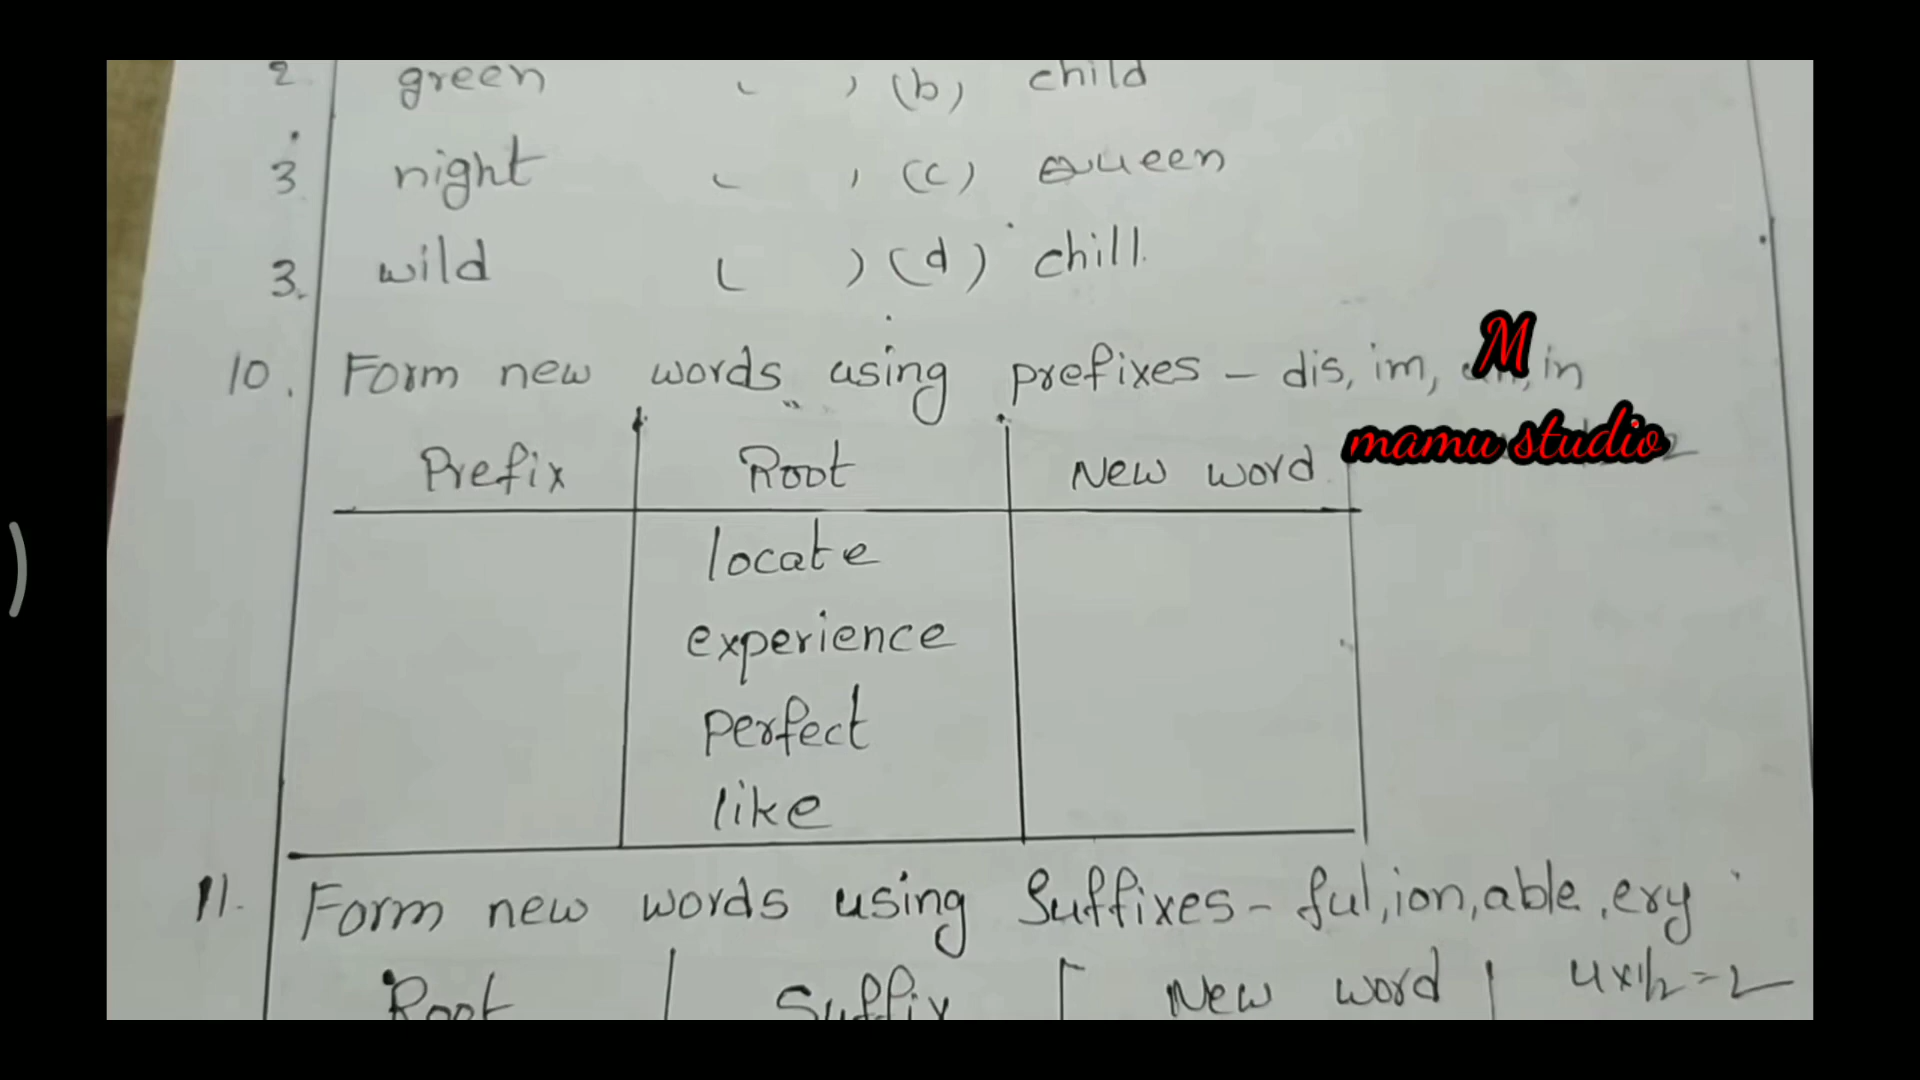 2 green ( ) (b) child
3 night ( ) (c) Queen
3. wild ( ) (d) chill.
10. Form new words using prefixes - dis, im, in
M
mamu studio
Prefix Root New word 2
locate
experience
perfect
like
11. Form new words using Suffixes - ful, ion, able, ery
Root Suffix New word 4x1/2=2